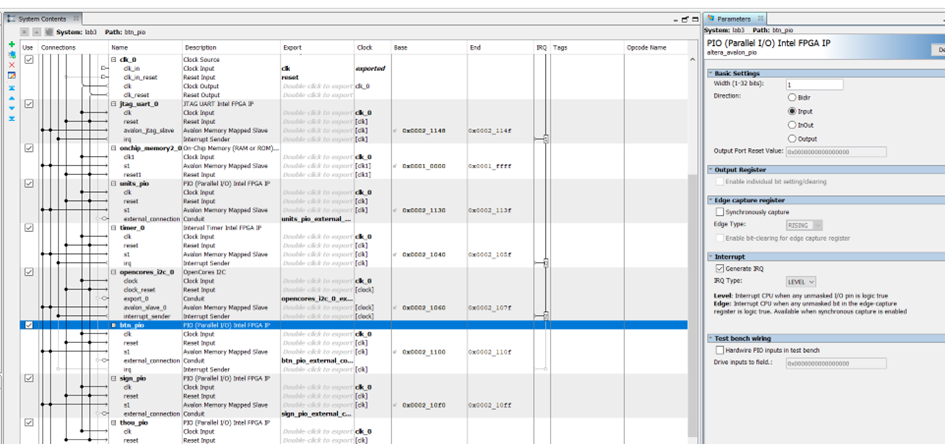 System Contents
System: lab3 Path: btn_pio
Use Connections Name Description Export Clock Base End IRQ Tags Opcode Name
clk_0 Clock Source
clk_in Clock Input clk exported
clk_in_reset Reset Input reset
clk Clock Output Double-click to export clk_0
clk_reset Reset Output Double-click to export
jtag_uart_0 JTAG UART Intel FPGA IP
clk Clock Input Double-click to export clk_0
reset Reset Input Double-click to export [clk]
avalon_jtag_slave Avalon Memory Mapped Slave Double-click to export [clk] 0x0002_1148 0x0002_114f
irq Interrupt Sender Double-click to export [clk]
onchip_memory2_0 On-Chip Memory (RAM or ROM)...
clk1 Clock Input Double-click to export clk_0
s1 Avalon Memory Mapped Slave Double-click to export [clk1] 0x0001_0000 0x0001_ffff
reset1 Reset Input Double-click to export [clk1]
units_pio PIO (Parallel I/O) Intel FPGA IP
clk Clock Input Double-click to export clk_0
reset Reset Input Double-click to export [clk]
s1 Avalon Memory Mapped Slave Double-click to export [clk] 0x0002_1130 0x0002_113f
external_connection Conduit units_pio_external_...
timer_0 Interval Timer Intel FPGA IP
clk Clock Input Double-click to export clk_0
reset Reset Input Double-click to export [clk]
s1 Avalon Memory Mapped Slave Double-click to export [clk] 0x0002_1040 0x0002_105f
irq Interrupt Sender Double-click to export [clk]
opencores_i2c_0 OpenCores I2C
clock Clock Input Double-click to export clk_0
clock_reset Reset Input Double-click to export [clock]
export_0 Conduit opencores_i2c_0_ex...
avalon_slave_0 Avalon Memory Mapped Slave Double-click to export [clock] 0x0002_1060 0x0002_107f
interrupt_sender Interrupt Sender Double-click to export [clock]
btn_pio PIO (Parallel I/O) Intel FPGA IP
clk Clock Input Double-click to export clk_0
reset Reset Input Double-click to export [clk]
s1 Avalon Memory Mapped Slave Double-click to export [clk] 0x0002_1100 0x0002_110f
external_connection Conduit btn_pio_external_co...
irq Interrupt Sender Double-click to export [clk]
sign_pio PIO (Parallel I/O) Intel FPGA IP
clk Clock Input Double-click to export clk_0
reset Reset Input Double-click to export [clk]
s1 Avalon Memory Mapped Slave Double-click to export [clk] 0x0002_10f0 0x0002_10ff
external_connection Conduit sign_pio_external_c...
thou_pio PIO (Parallel I/O) Intel FPGA IP
clk Clock Input Double-click to export clk_0
reset Reset Input Double-click to export [clk]
Parameters
System: lab3 Path: btn_pio
PIO (Parallel I/O) Intel FPGA IP
altera_avalon_pio
De
Basic Settings
Width (1-32 bits): 1
Direction: Bidir
Input
InOut
Output
Output Port Reset Value: 0x0000000000000000
Output Register
Enable individual bit setting/clearing
Edge capture register
Synchronously capture
Edge Type: RISING
Enable bit-clearing for edge capture register
Interrupt
Generate IRQ
IRQ Type: LEVEL
Level: Interrupt CPU when any unmasked I/O pin is logic true
Edge: Interrupt CPU when any unmasked bit in the edge-capture
register is logic true. Available when synchronous capture is enabled
Test bench wiring
Hardwire PIO inputs in test bench
Drive inputs to field.: 0x0000000000000000